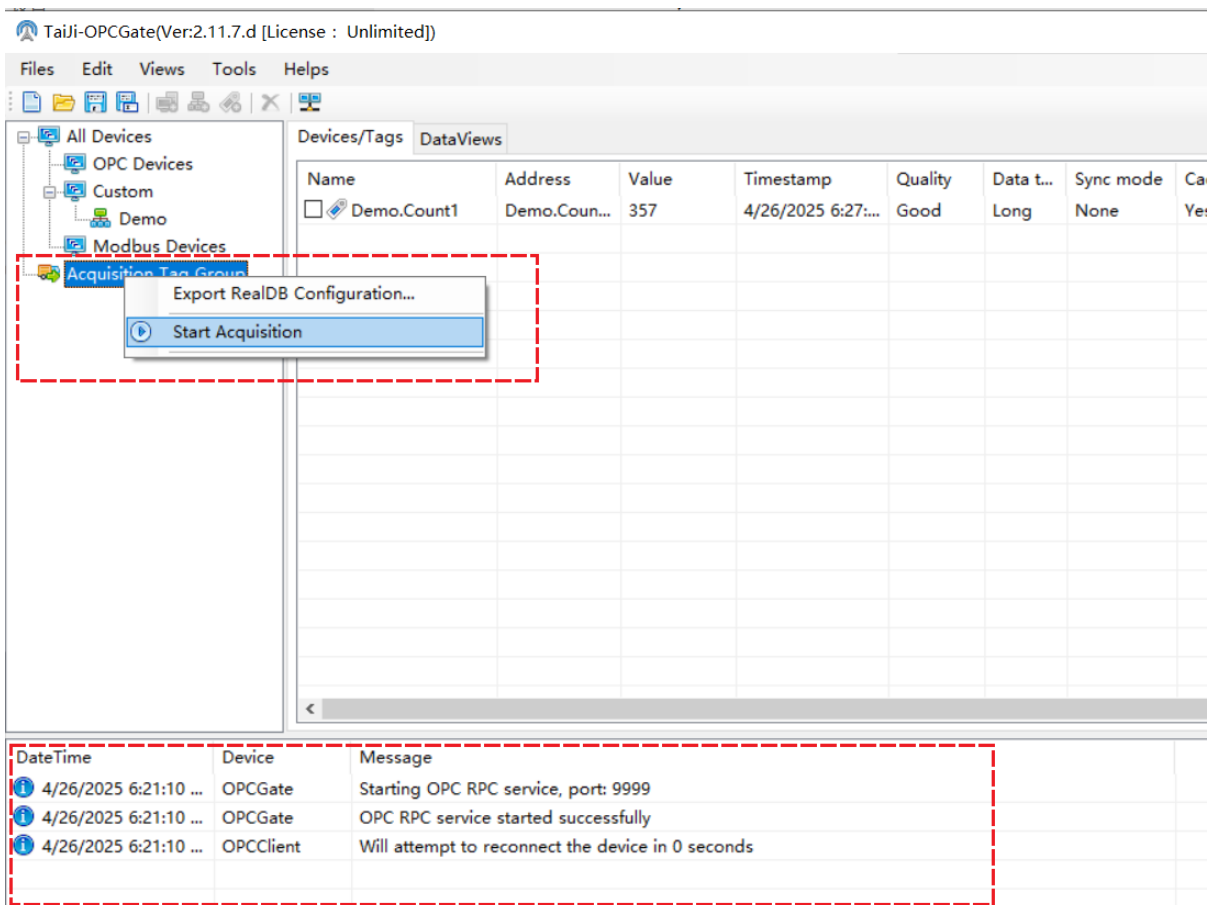 TaiJi-OPCGate(Ver:2.11.7.d [License : Unlimited])
Files Edit Views Tools Helps
All Devices
OPC Devices
Custom
Demo
Modbus Devices
Acquisition Tag Group
Export RealDB Configuration...
Start Acquisition
Devices/Tags DataViews
Name Address Value Timestamp Quality Data t... Sync mode Ca
Demo.Count1 Demo.Coun... 357 4/26/2025 6:27:... Good Long None Yes
DateTime Device Message
4/26/2025 6:21:10 ... OPCGate Starting OPC RPC service, port: 9999
4/26/2025 6:21:10 ... OPCGate OPC RPC service started successfully
4/26/2025 6:21:10 ... OPCClient Will attempt to reconnect the device in 0 seconds